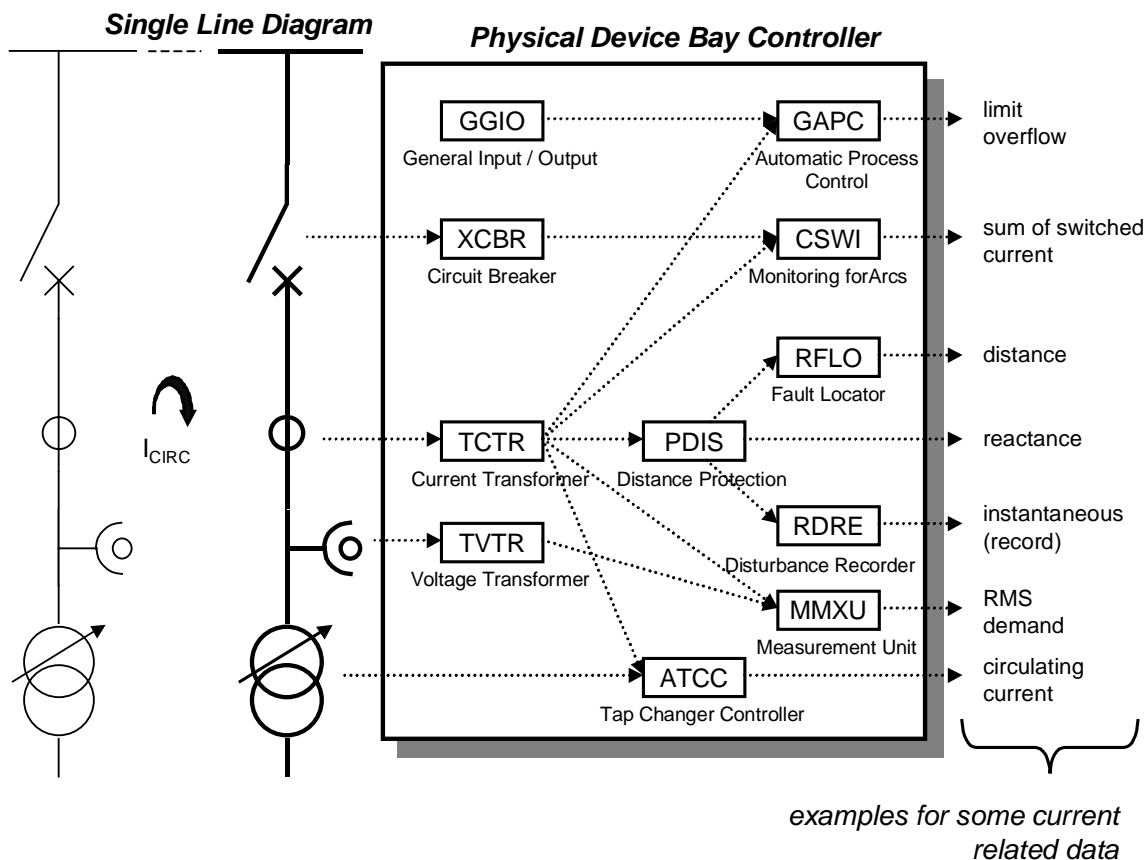 Single Line Diagram
Physical Device Bay Controller
GGIO
General Input / Output
GAPC
Automatic Process
Control
limit
overflow
XCBR
Circuit Breaker
CSWI
Monitoring forArcs
sum of switched
current
RFLO
Fault Locator
distance
I_CIRC
TCTR
Current Transformer
PDIS
Distance Protection
reactance
TVTR
Voltage Transformer
RDRE
Disturbance Recorder
instantaneous
(record)
MMXU
Measurement Unit
RMS
demand
ATCC
Tap Changer Controller
circulating
current
examples for some current
related data